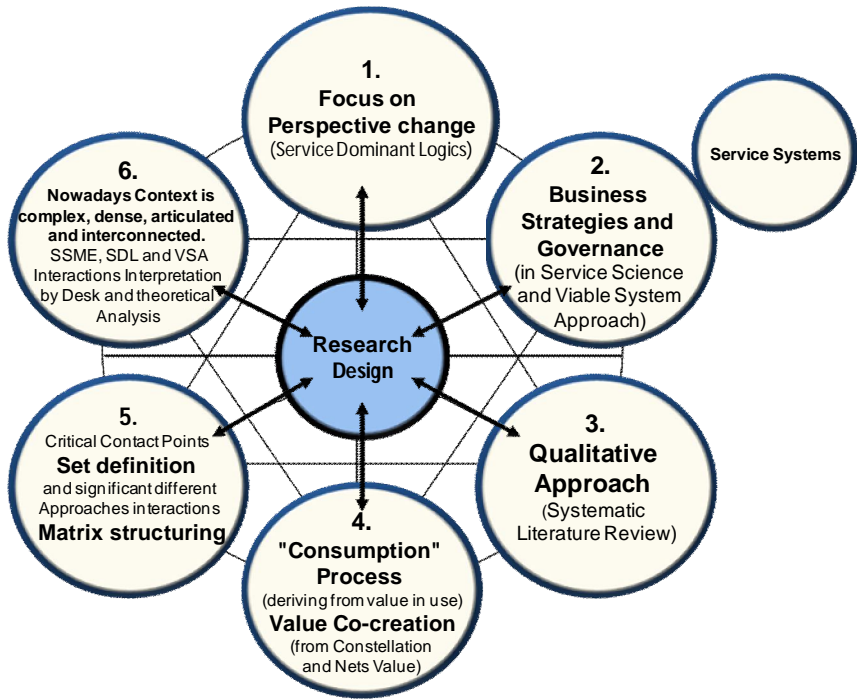 1.
Focus on
Perspective change
(Service Dominant Logics)
2.
Business
Strategies and
Governance
(in Service Science
and Viable System
Approach)
Service Systems
3.
Qualitative
Approach
(Systematic
Literature Review)
4.
"Consumption"
Process
(deriving from value in use)
Value Co-creation
(from Constellation
and Nets Value)
5.
Critical Contact Points
Set definition
and significant different
Approaches interactions
Matrix structuring
6.
Nowadays Context is
complex, dense, articulated
and interconnected.
SSME, SDL and VSA
Interactions Interpretation
by Desk and theoretical
Analysis
Research
Design